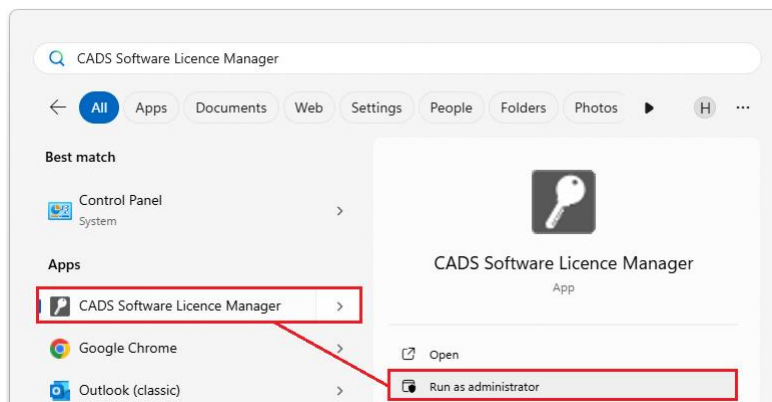 CADS Software Licence Manager
All Apps Documents Web Settings People Folders Photos H ...
Best match
Control Panel
System
Apps
CADS Software Licence Manager
Google Chrome
Outlook (classic)
CADS Software Licence Manager
App
Open
Run as administrator